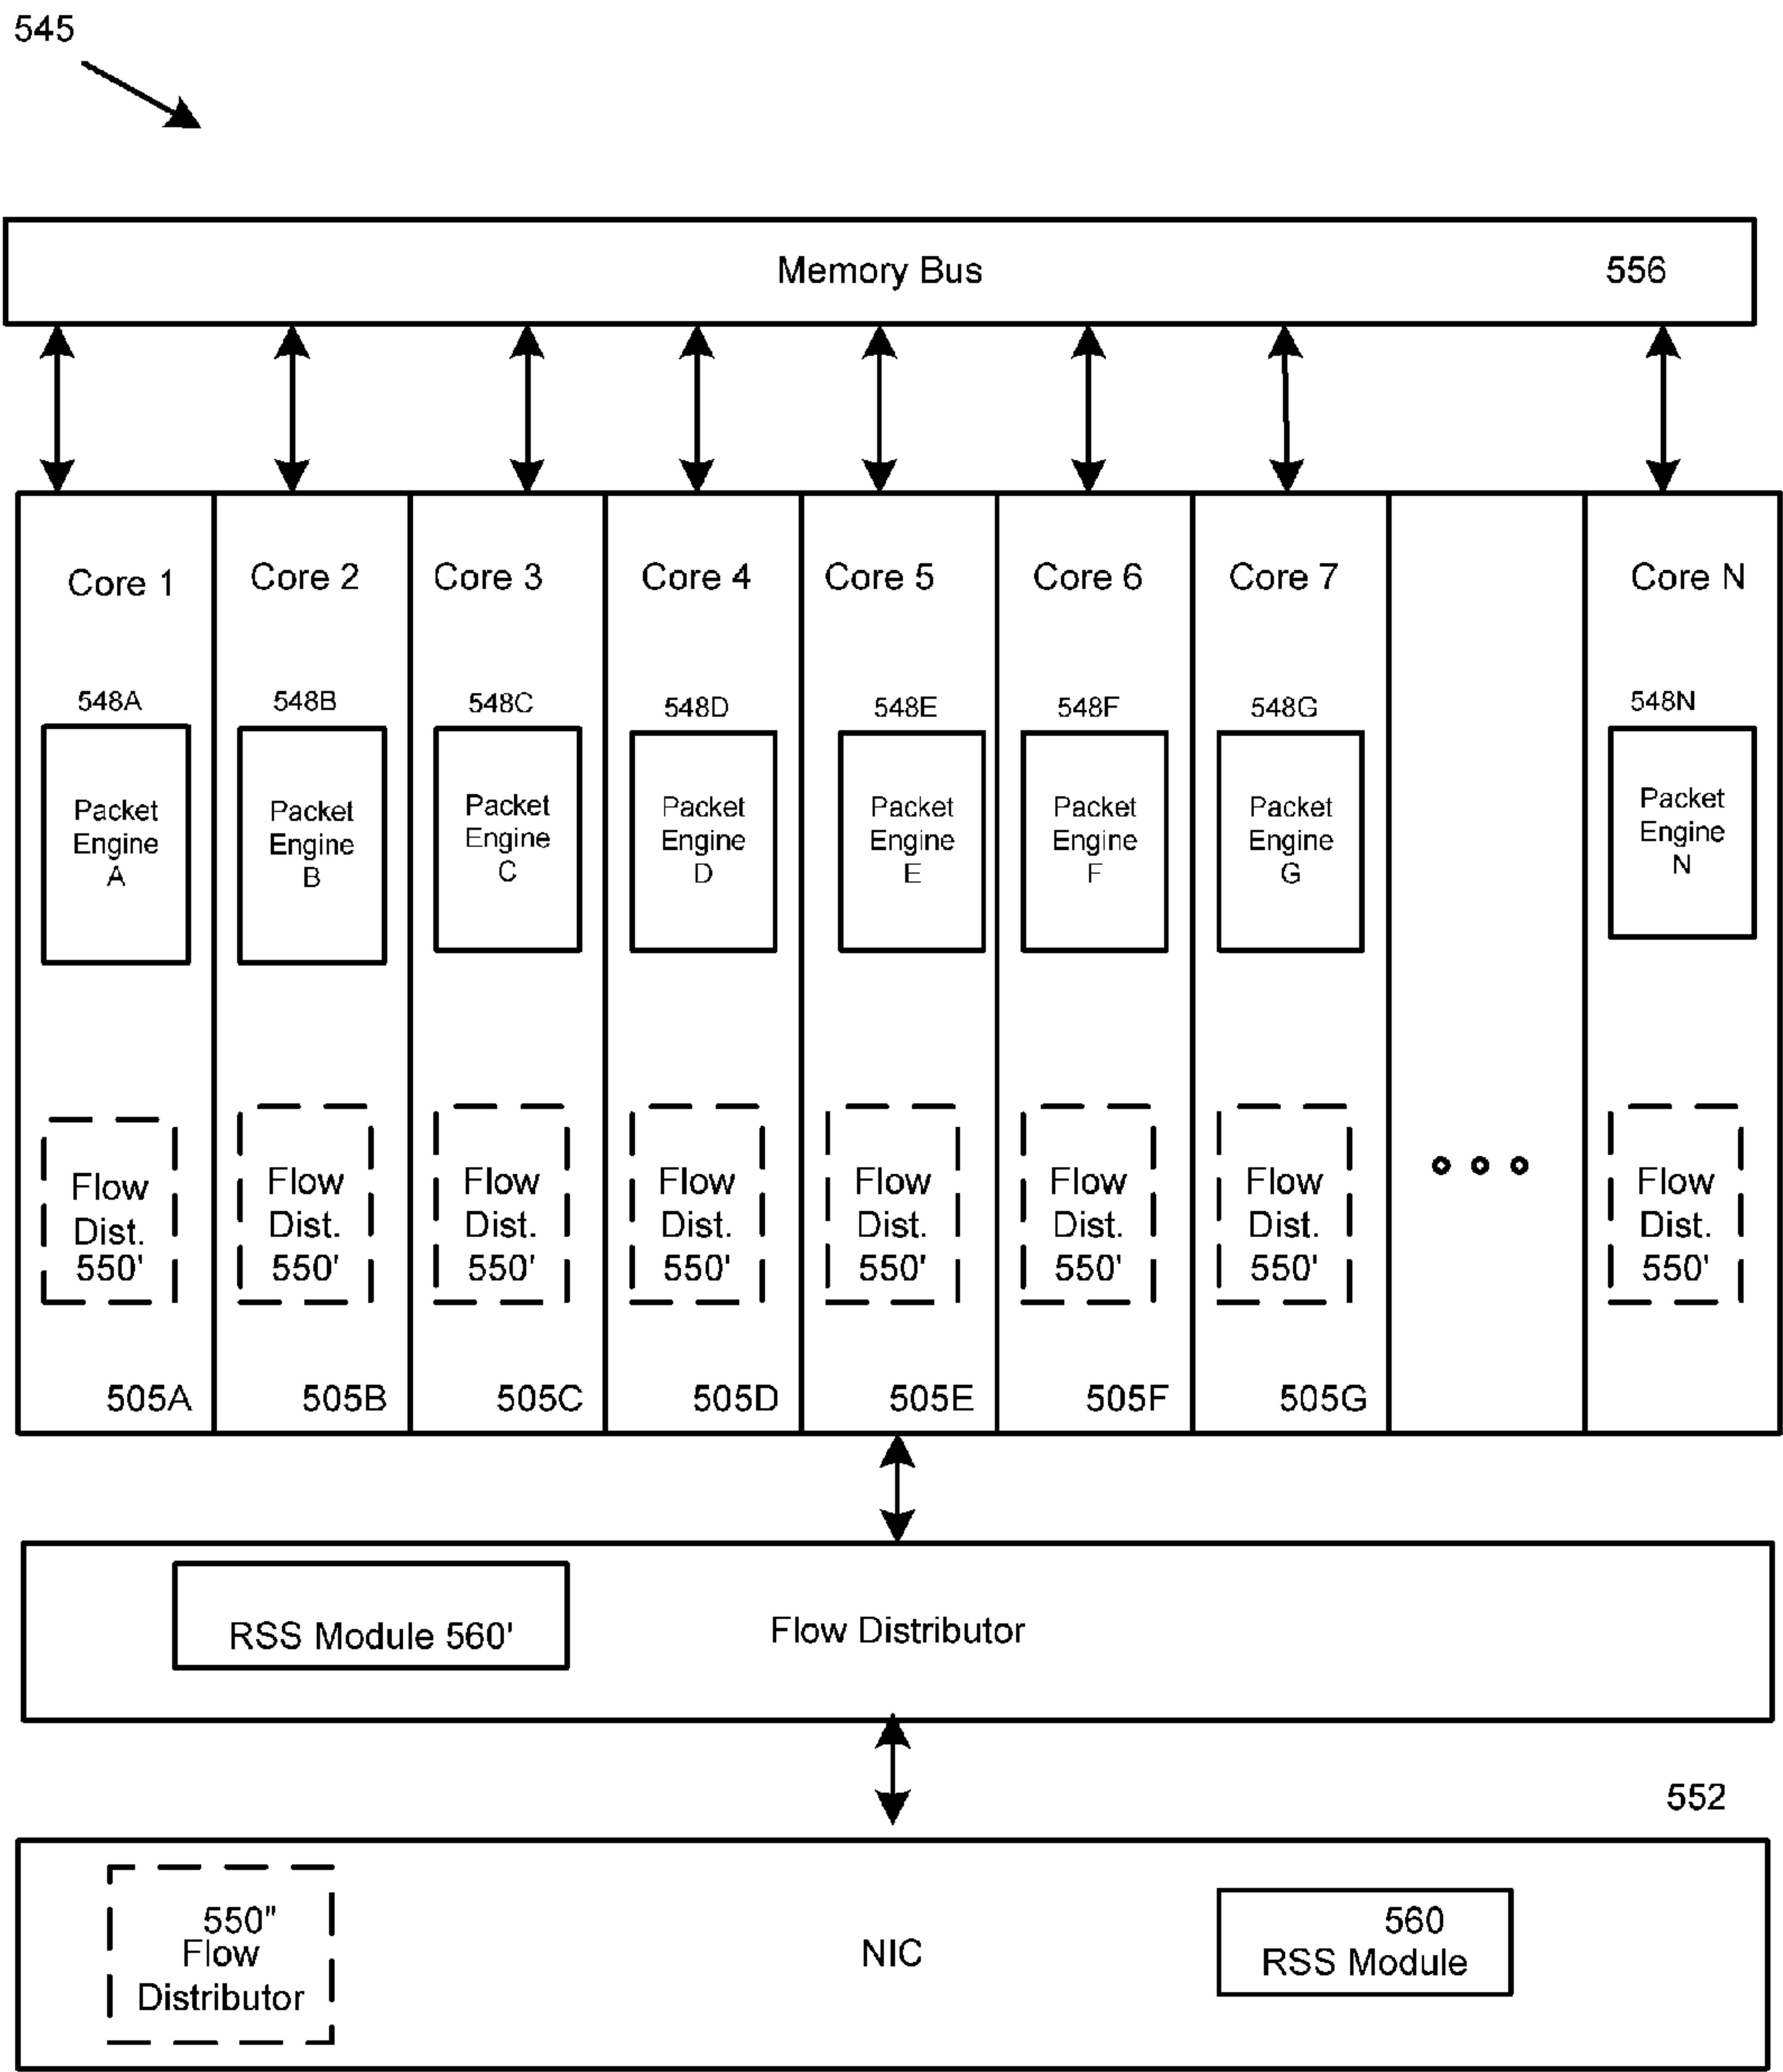 545
Memory Bus 556
Core 1 Core 2 Core 3 Core 4 Core 5 Core 6 Core 7 Core N
548A 548B 548C 548D 548E 548F 548G 548N
Packet Packet Packet Packet Packet Packet Packet Packet
Engine Engine Engine Engine Engine Engine Engine Engine
A B C D E F G N
Flow Flow Flow Flow Flow Flow Flow Flow
Dist. Dist. Dist. Dist. Dist. Dist. Dist. Dist.
550' 550' 550' 550' 550' 550' 550' 550'
505A 505B 505C 505D 505E 505F 505G
RSS Module 560' Flow Distributor
552
550"
Flow
Distributor
NIC
560
RSS Module